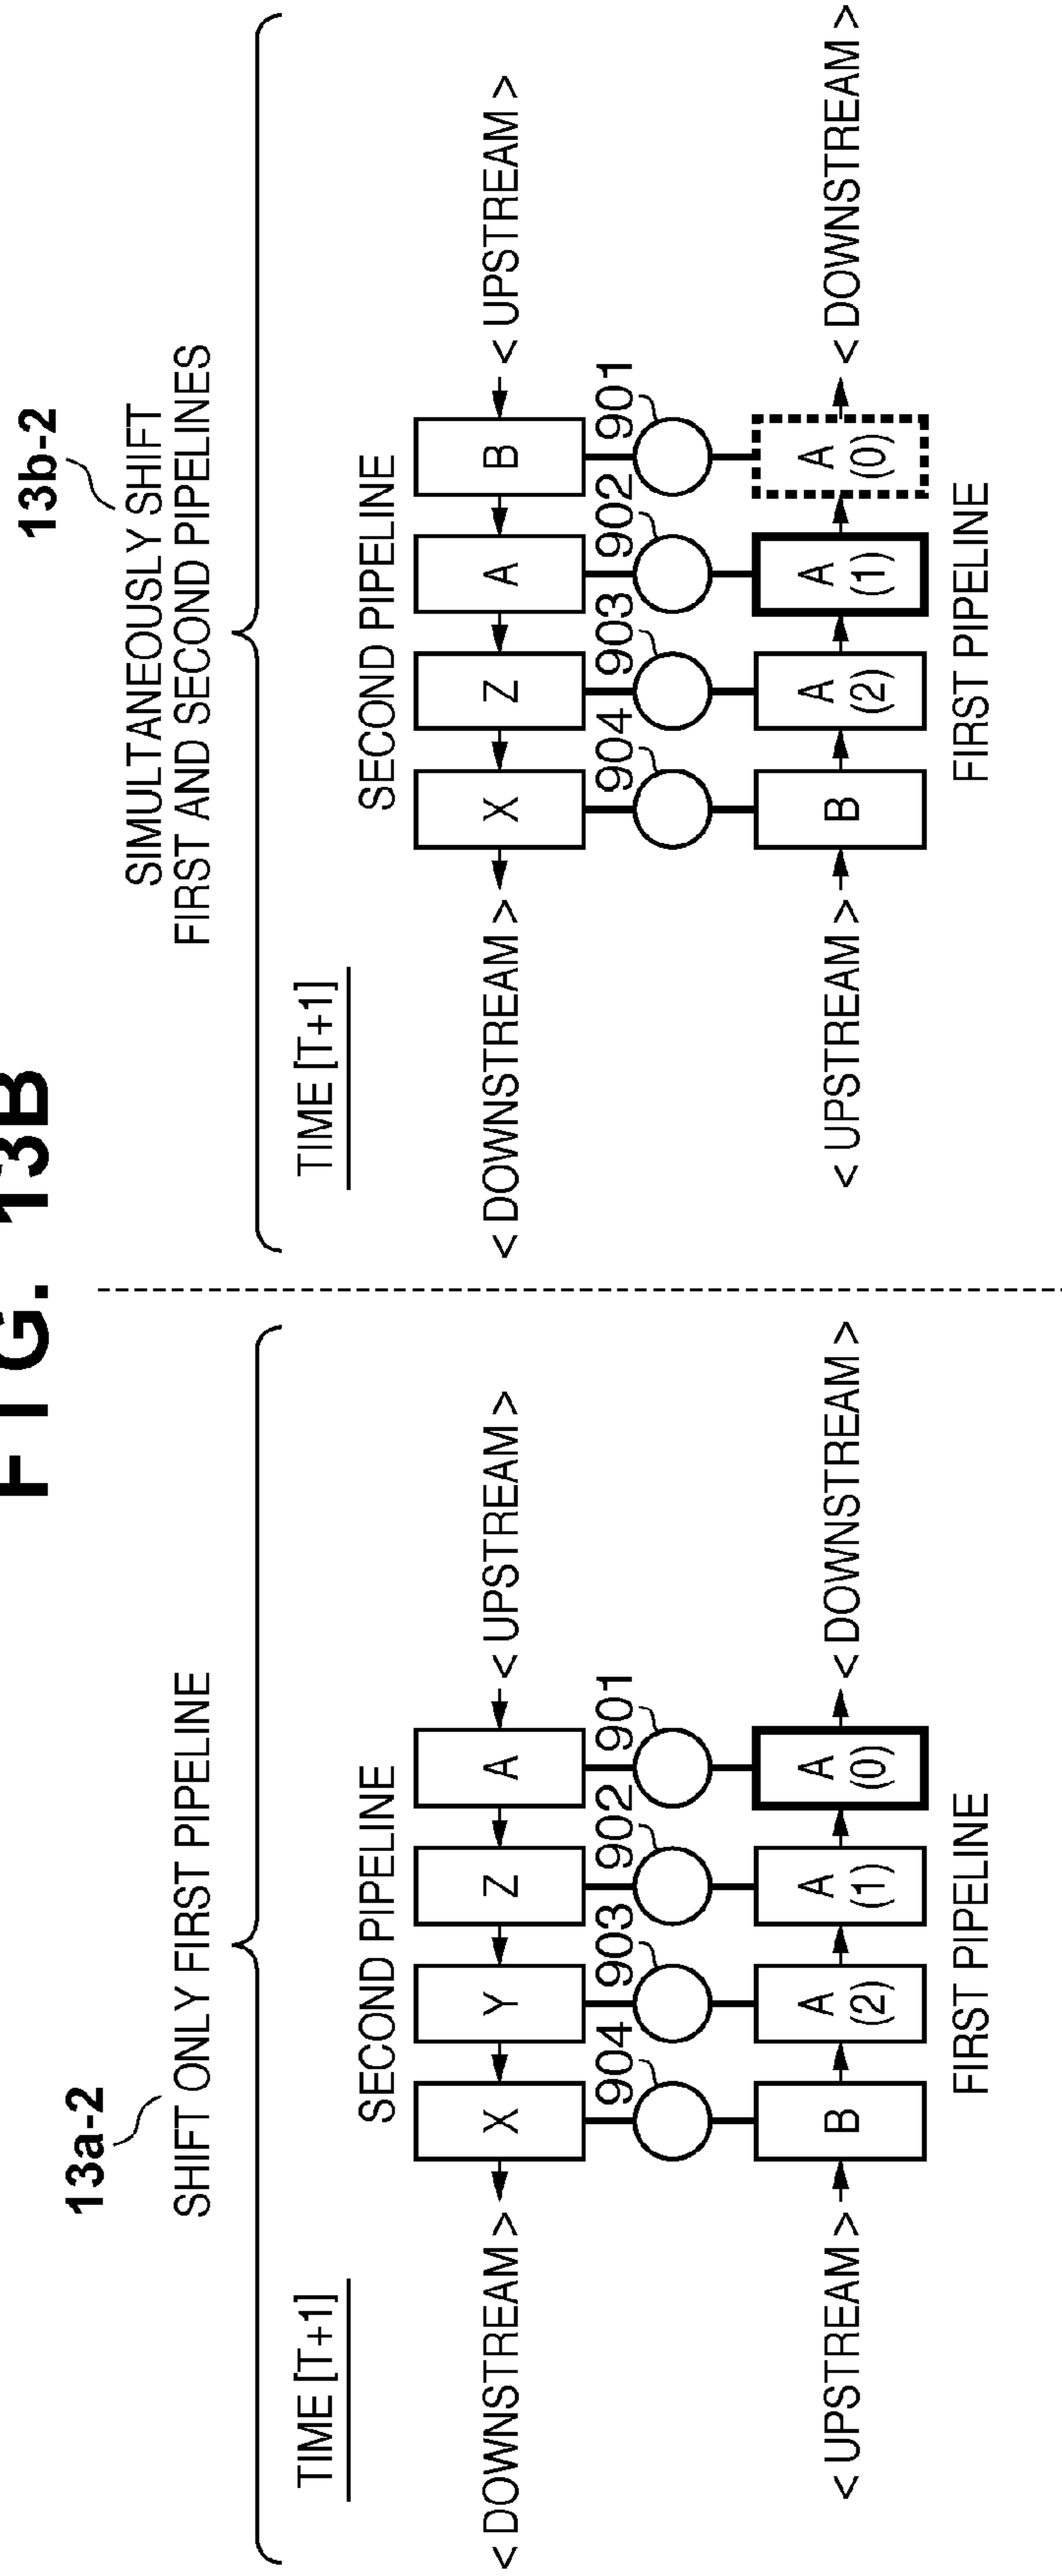 FIG. 13B
13a-2
SHIFT ONLY FIRST PIPELINE
TIME [T+1]
SECOND PIPELINE
< DOWNSTREAM >
X
Y
Z
A
< UPSTREAM >
904
903
902
901
< UPSTREAM >
B
A
(2)
A
(1)
A
(0)
< DOWNSTREAM >
FIRST PIPELINE
13b-2
SIMULTANEOUSLY SHIFT
FIRST AND SECOND PIPELINES
TIME [T+1]
SECOND PIPELINE
< DOWNSTREAM >
X
Z
A
B
< UPSTREAM >
904
903
902
901
< UPSTREAM >
B
A
(2)
A
(1)
A
(0)
< DOWNSTREAM >
FIRST PIPELINE